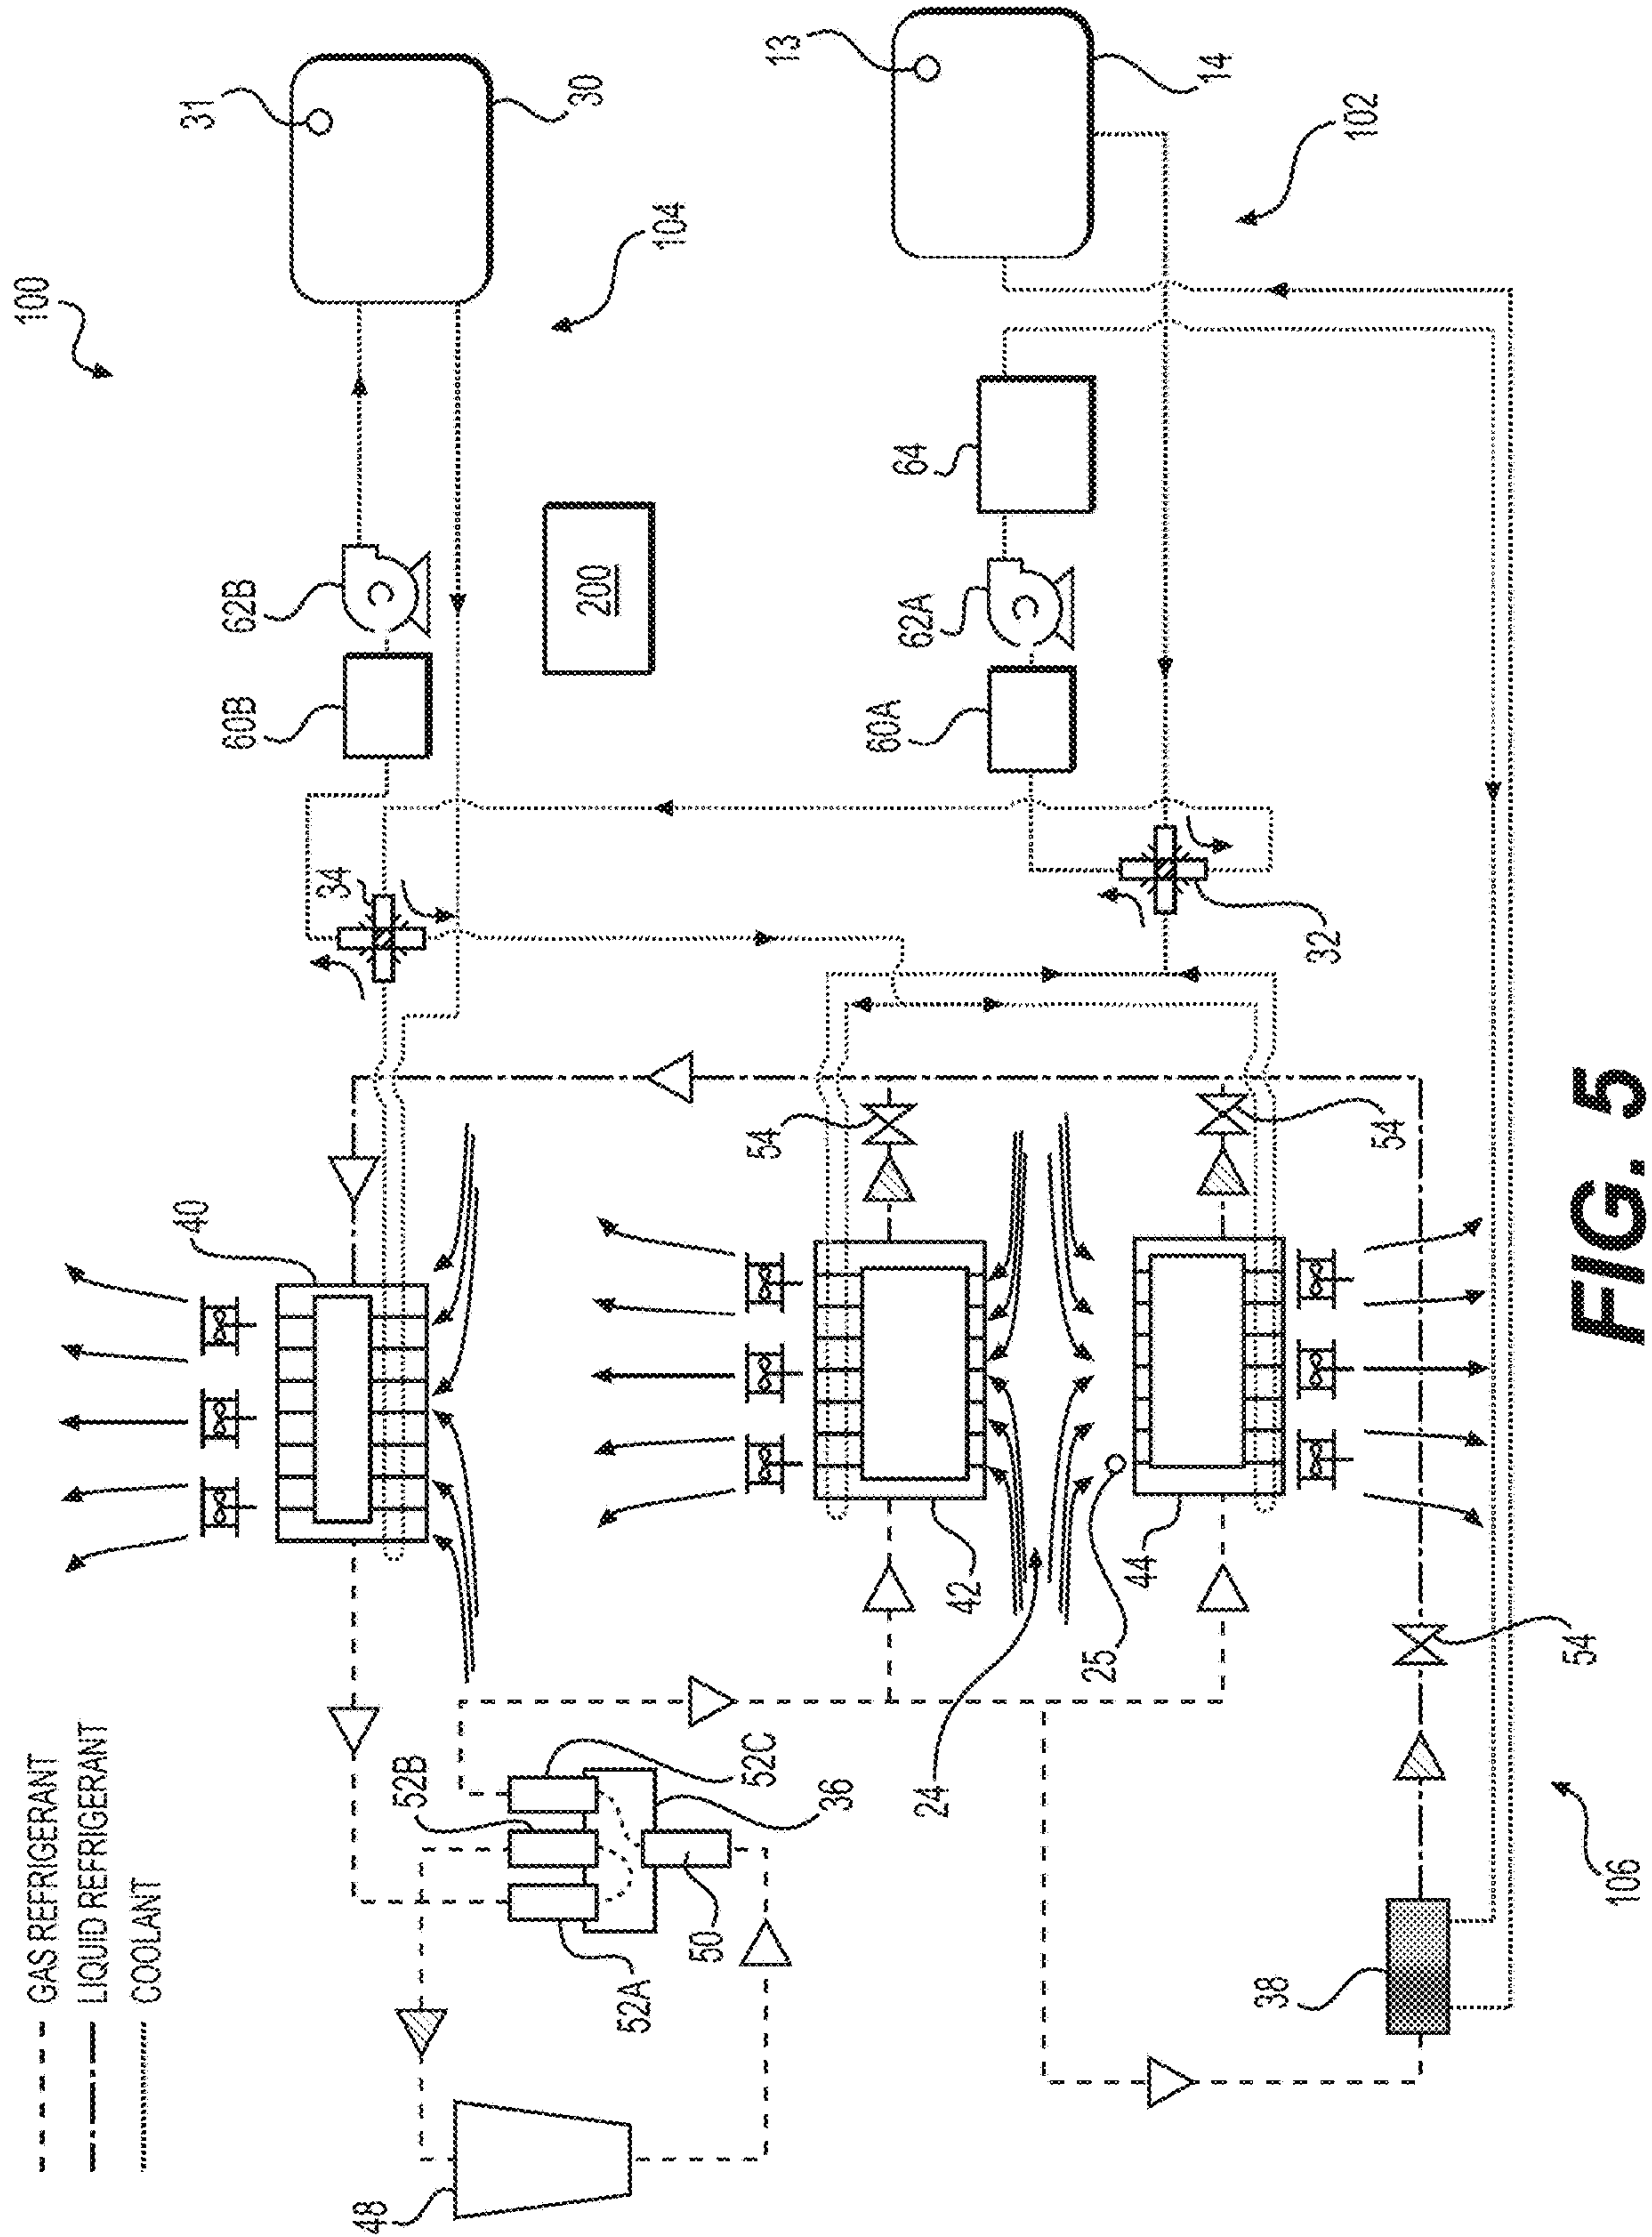 GAS REFRIGERANT
100
LIQUID REFRIGERANT
COOLANT
40
31
60B
62B
34
48
52B
30
200
52A
104
50
52C
54
13
36
60A
62A
64
24
42
25
44
14
38
32
102
54
54
106
FIG. 5